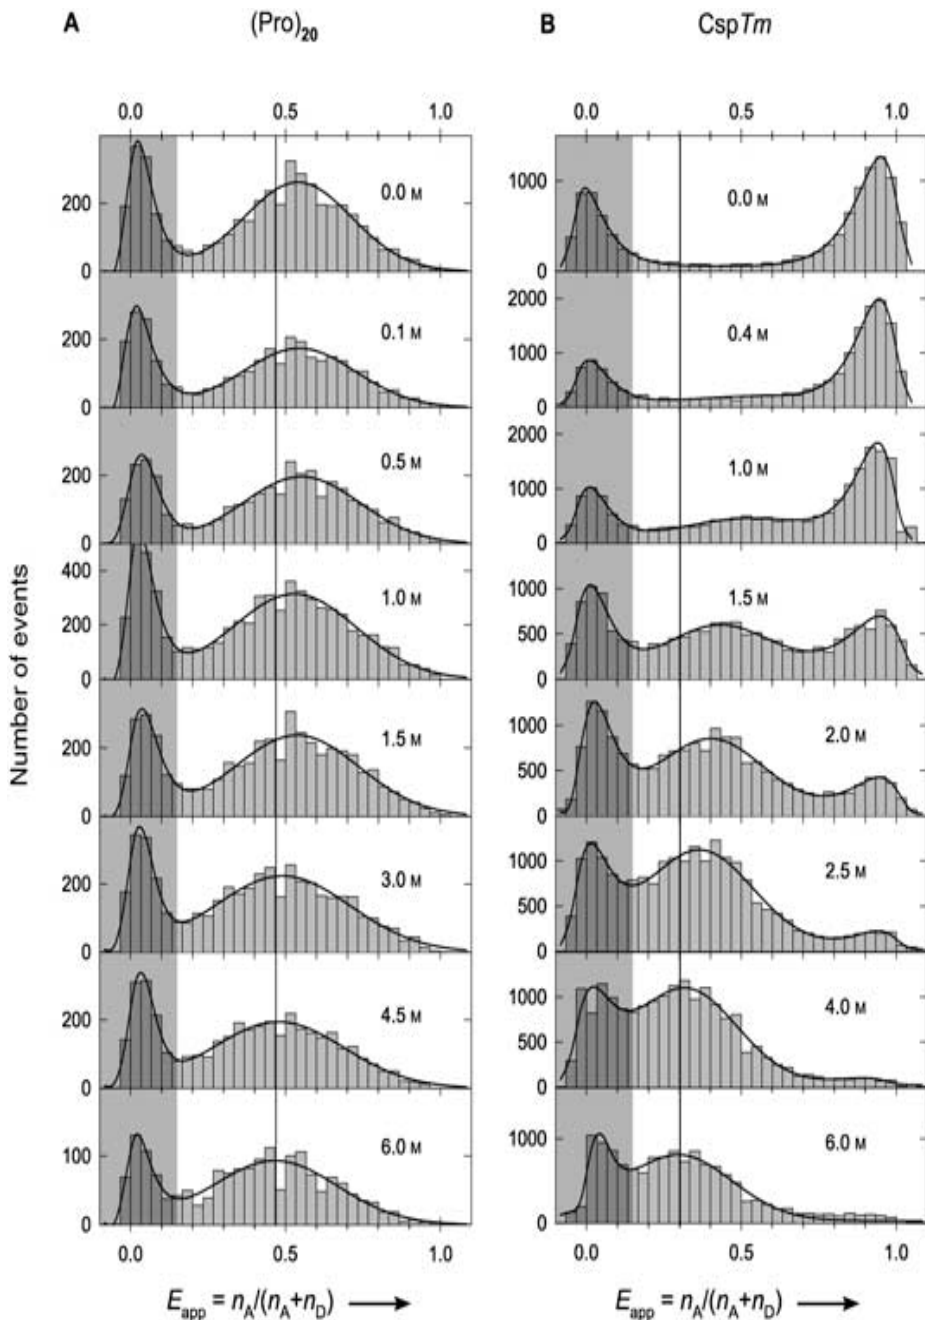 A (Pro)20 B CspTm
0.0 0.5 1.0 0.0 0.5 1.0
200 0.0 M 1000 0.0 M
0 0
200 0.1 M 2000 0.4 M
1000
0 0
200 0.5 M 2000 1.0 M
1000
0 0
400 1.0 M 1000 1.5 M
200 500
0 0
200 1.5 M 1000 2.0 M
500
0 0
200 3.0 M 1000 2.5 M
500
0 0
200 4.5 M 1000 4.0 M
500
0 0
100 6.0 M 1000 6.0 M
0 0
0.0 0.5 1.0 0.0 0.5 1.0
Number of events
Eapp = nA/(nA+nD) → Eapp = nA/(nA+nD) →